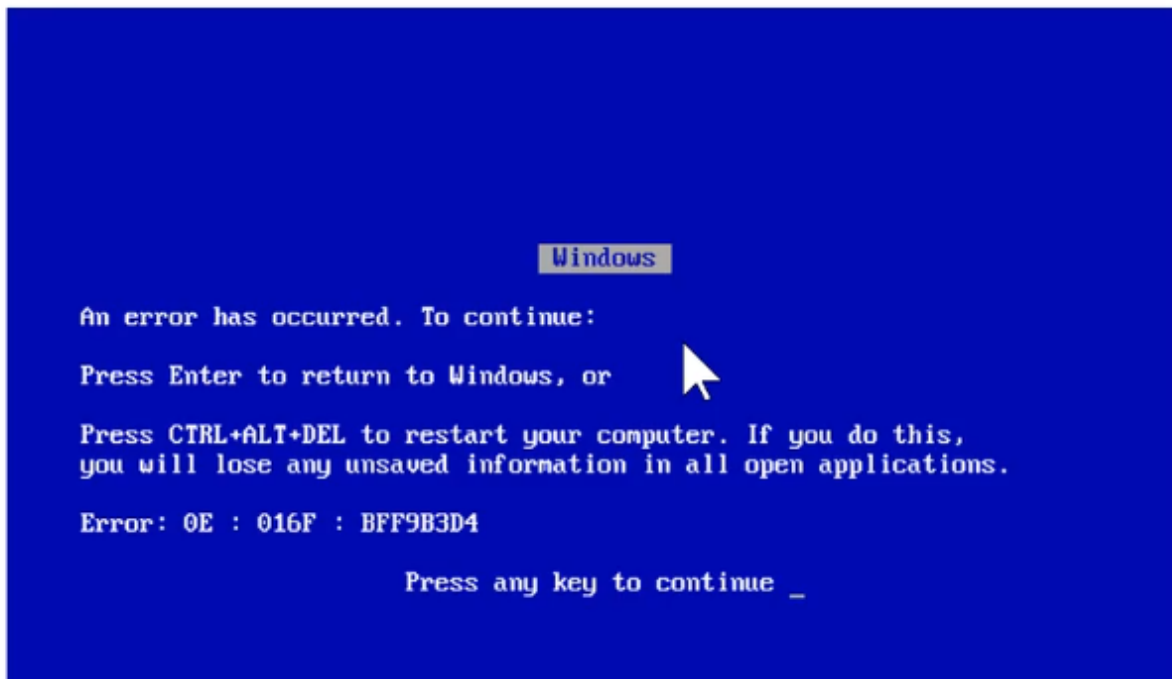 Windows
An error has occurred. To continue:
Press Enter to return to Windows, or
Press CTRL+ALT+DEL to restart your computer. If you do this,
you will lose any unsaved information in all open applications.
Error: 0E : 016F : BFF9B3D4
Press any key to continue _